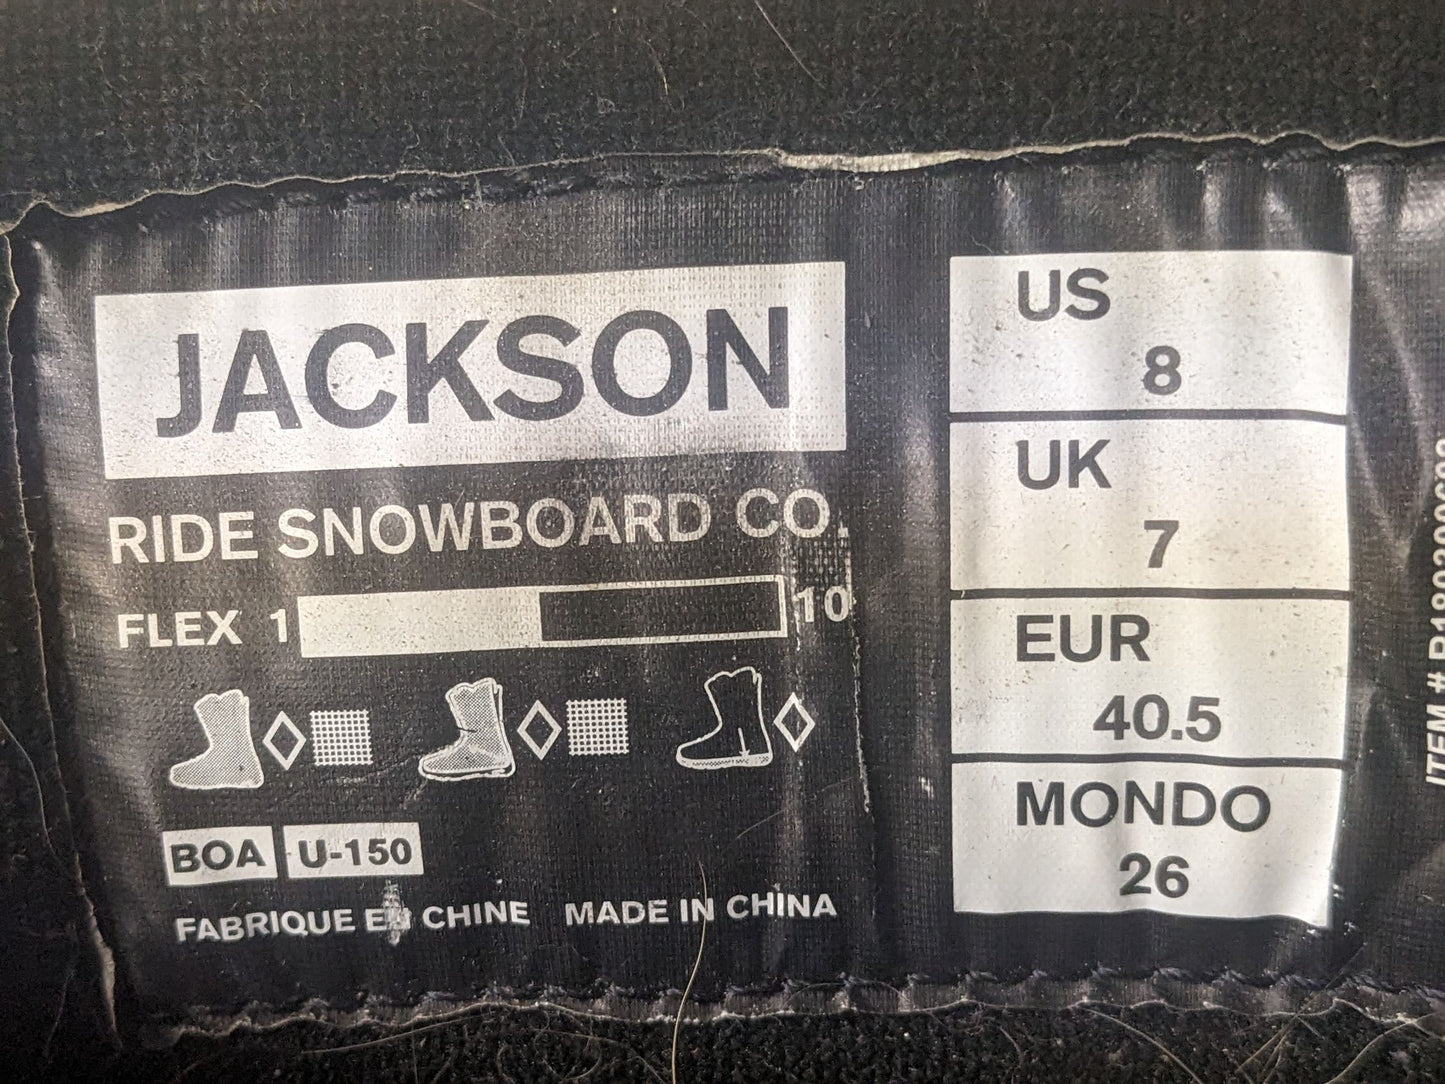 JACKSON
RIDE SNOWBOARD CO.
FLEX 1 10
BOA U-150
FABRIQUE EN CHINE MADE IN CHINA
US
8
UK
7
EUR
40.5
MONDO
26
ITEM #